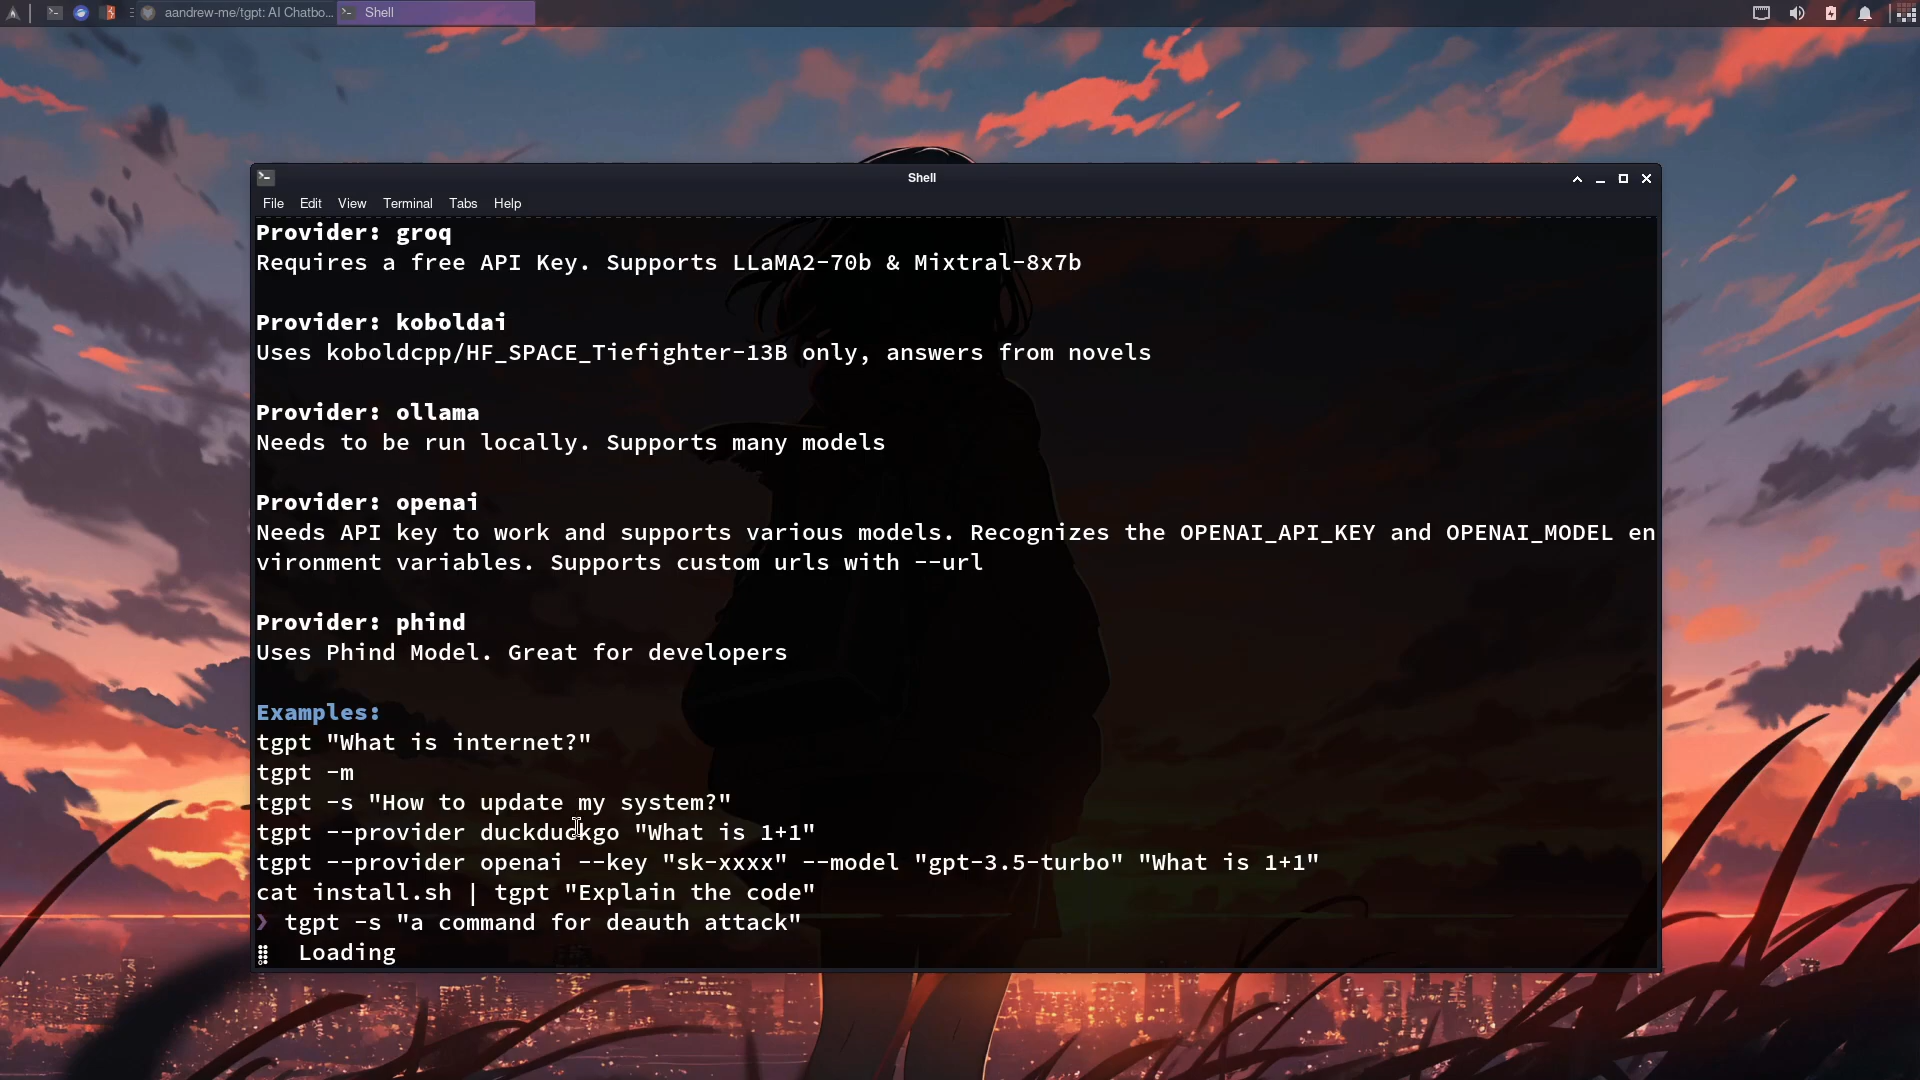 aandrew-me/tgpt: AI Chatbo...
Shell
Shell
File Edit View Terminal Tabs Help
Provider: groq
Requires a free API Key. Supports LLaMA2-70b & Mixtral-8x7b
Provider: koboldai
Uses koboldcpp/HF_SPACE_Tiefighter-13B only, answers from novels
Provider: ollama
Needs to be run locally. Supports many models
Provider: openai
Needs API key to work and supports various models. Recognizes the OPENAI_API_KEY and OPENAI_MODEL en
vironment variables. Supports custom urls with --url
Provider: phind
Uses Phind Model. Great for developers
Examples:
tgpt "What is internet?"
tgpt -m
tgpt -s "How to update my system?"
tgpt --provider duckduckgo "What is 1+1"
tgpt --provider openai --key "sk-xxxx" --model "gpt-3.5-turbo" "What is 1+1"
cat install.sh | tgpt "Explain the code"
❯ tgpt -s "a command for deauth attack"
⣾ Loading